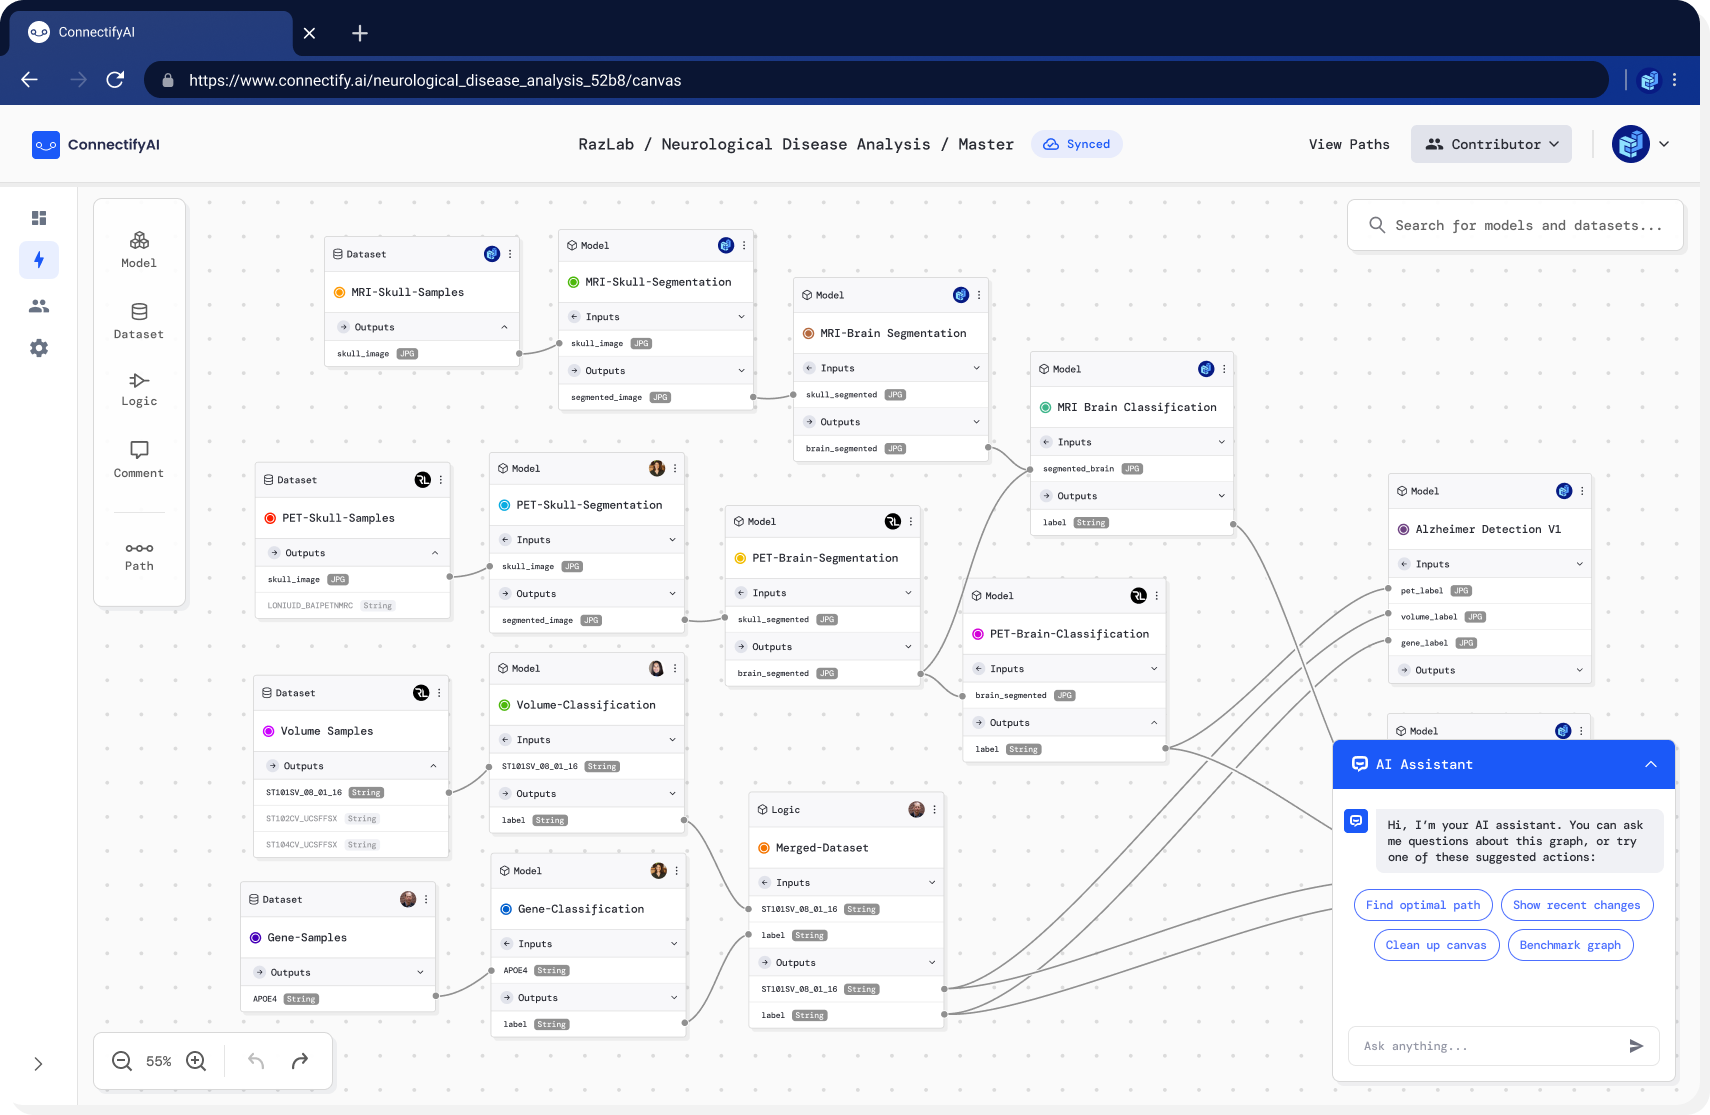 ConnectifyAI
https://www.connectify.ai/neurological_disease_analysis_52b8/canvas
ConnectifyAI
RazLab / Neurological Disease Analysis / Master
Synced
View Paths
Contributor
Search for models and datasets...
Model
Dataset
Logic
Comment
Path
Dataset
MRI-Skull-Samples
Outputs
skull_image JPG
Model
MRI-Skull-Segmentation
Inputs
skull_image JPG
Outputs
segmented_image JPG
Model
MRI-Brain Segmentation
Inputs
skull_segmented JPG
Outputs
brain_segmented JPG
Model
MRI Brain Classification
Inputs
segmented_brain JPG
Outputs
label String
Dataset
PET-Skull-Samples
Outputs
skull_image JPG
LONIUID_BAIPETNMRC String
Model
PET-Skull-Segmentation
Inputs
skull_image JPG
Outputs
segmented_image JPG
Model
PET-Brain-Segmentation
Inputs
skull_segmented JPG
Outputs
brain_segmented JPG
Model
PET-Brain-Classification
Inputs
brain_segmented JPG
Outputs
label String
Model
Alzheimer Detection V1
Inputs
pet_label JPG
volume_label JPG
gene_label JPG
Outputs
Model
Dataset
Volume Samples
Outputs
ST101SV_08_01_16 String
ST102CV_UCSFFSX String
ST104CV_UCSFFSX String
Model
Volume-Classification
Inputs
ST101SV_08_01_16 String
Outputs
label String
Dataset
Gene-Samples
Outputs
APOE4 String
Model
Gene-Classification
Inputs
APOE4 String
Outputs
label String
Logic
Merged-Dataset
Inputs
ST101SV_08_01_16 String
label String
Outputs
ST101SV_08_01_16 String
label String
AI Assistant
Hi, I'm your AI assistant. You can ask
me questions about this graph, or try
one of these suggested actions:
Find optimal path
Show recent changes
Clean up canvas
Benchmark graph
Ask anything...
55%
RL
RL
RL
RL